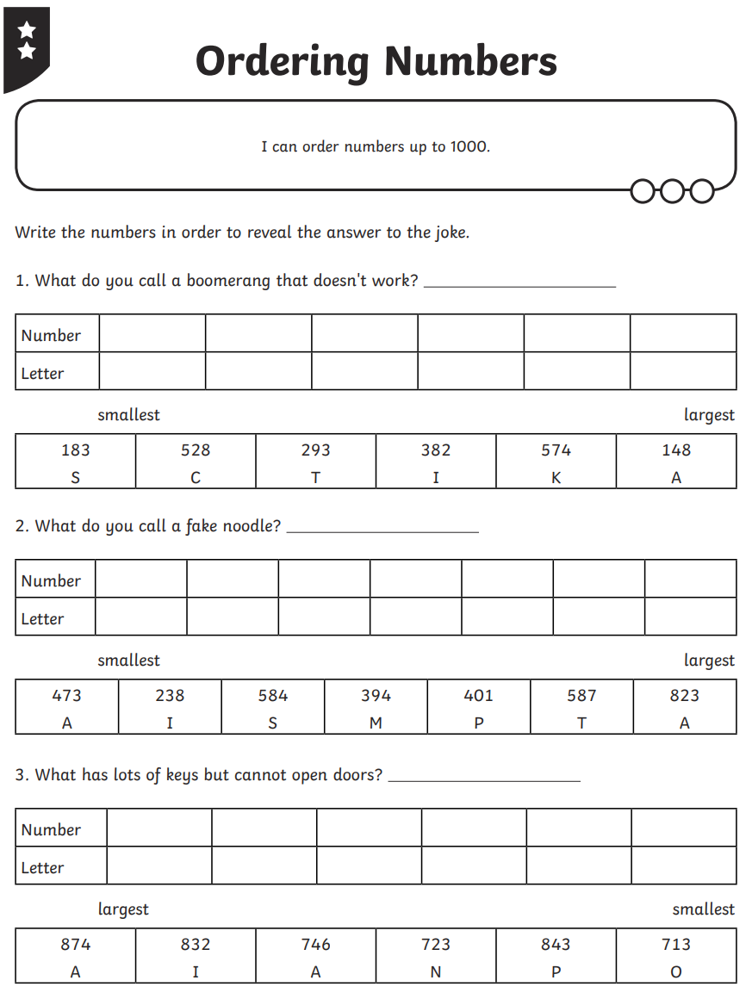 Ordering Numbers
I can order numbers up to 1000.
Write the numbers in order to reveal the answer to the joke.
1. What do you call a boomerang that doesn't work? ____________________
Number
Letter
smallest largest
183 528 293 382 574 148
S C T I K A
2. What do you call a fake noodle? ____________________
Number
Letter
smallest largest
473 238 584 394 401 587 823
A I S M P T A
3. What has lots of keys but cannot open doors? ____________________
Number
Letter
largest smallest
874 832 746 723 843 713
A I A N P O